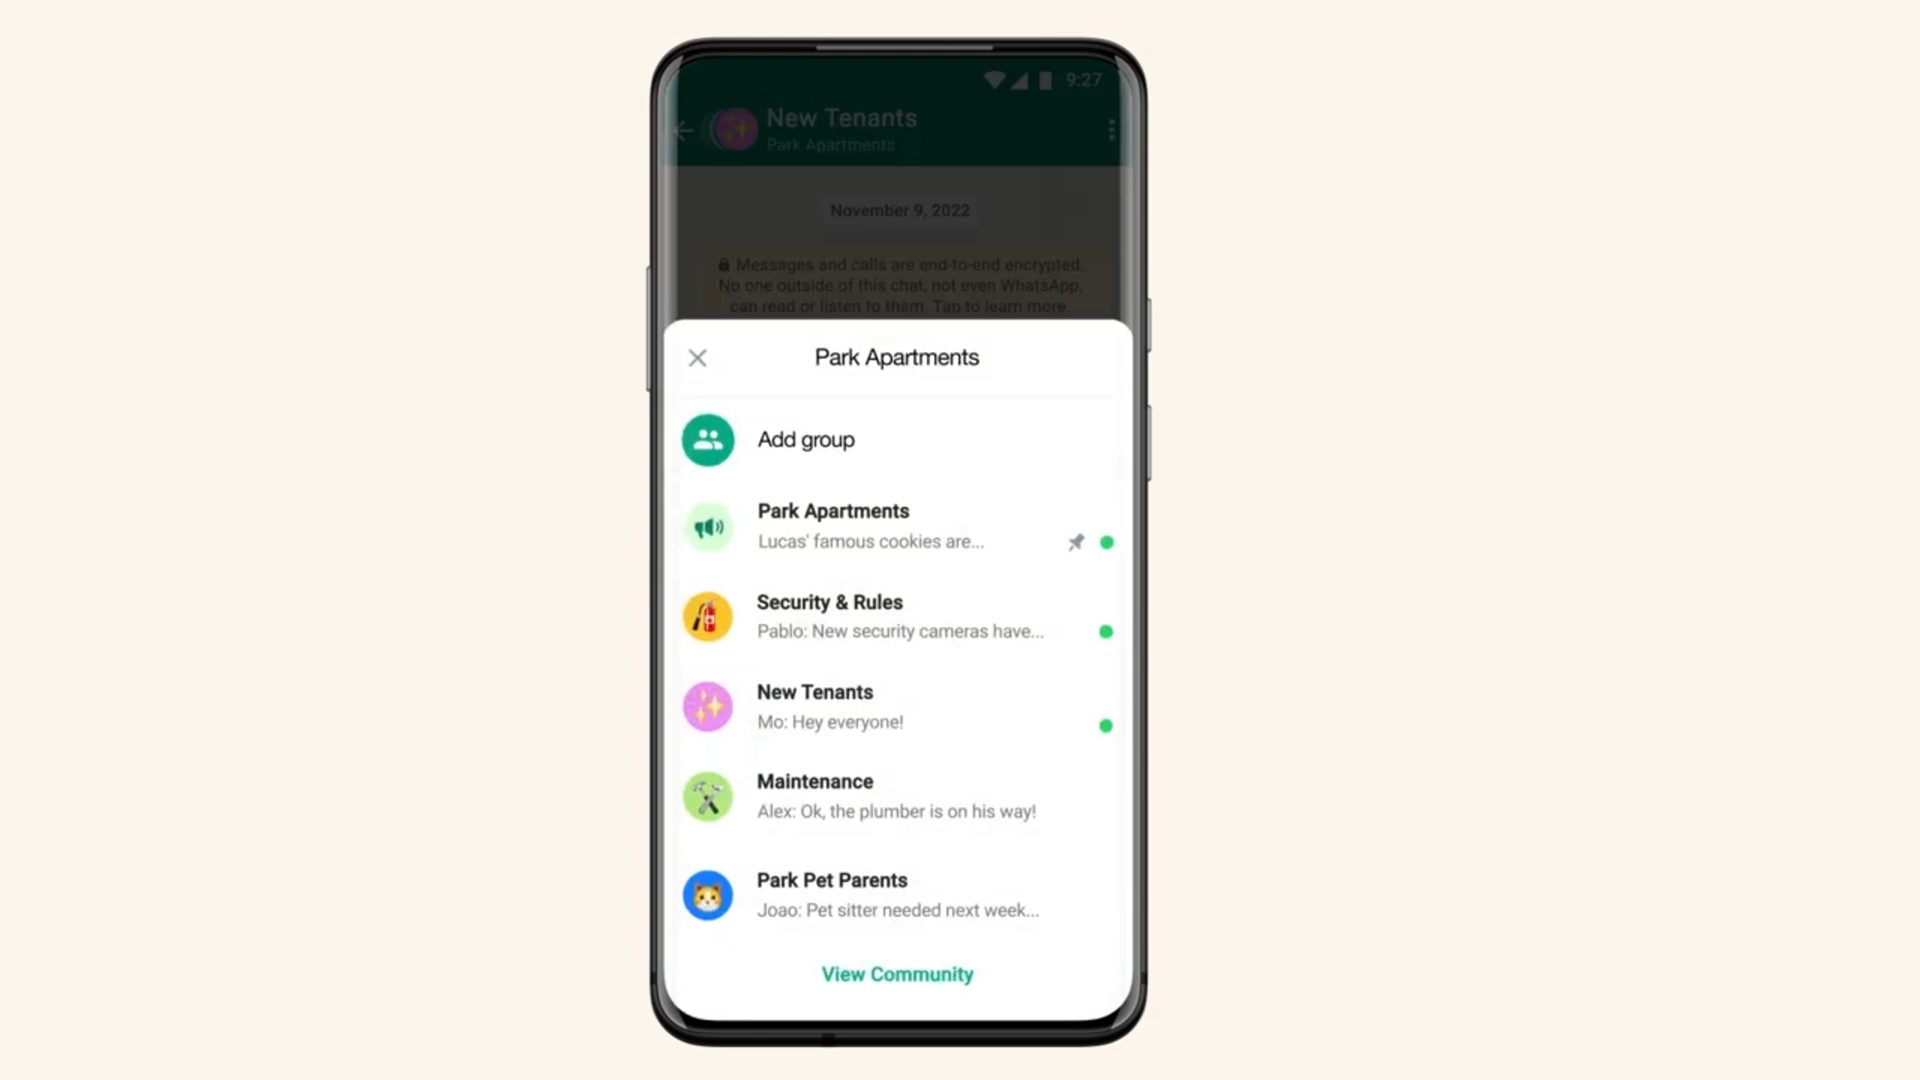 9:27
New Tenants
Park Apartments
November 9, 2022
Messages and calls are end-to-end encrypted.
No one outside of this chat, not even WhatsApp,
can read or listen to them. Tap to learn more.
Park Apartments
Add group
Park Apartments
Lucas' famous cookies are...
Security & Rules
Pablo: New security cameras have...
New Tenants
Mo: Hey everyone!
Maintenance
Alex: Ok, the plumber is on his way!
Park Pet Parents
Joao: Pet sitter needed next week...
View Community